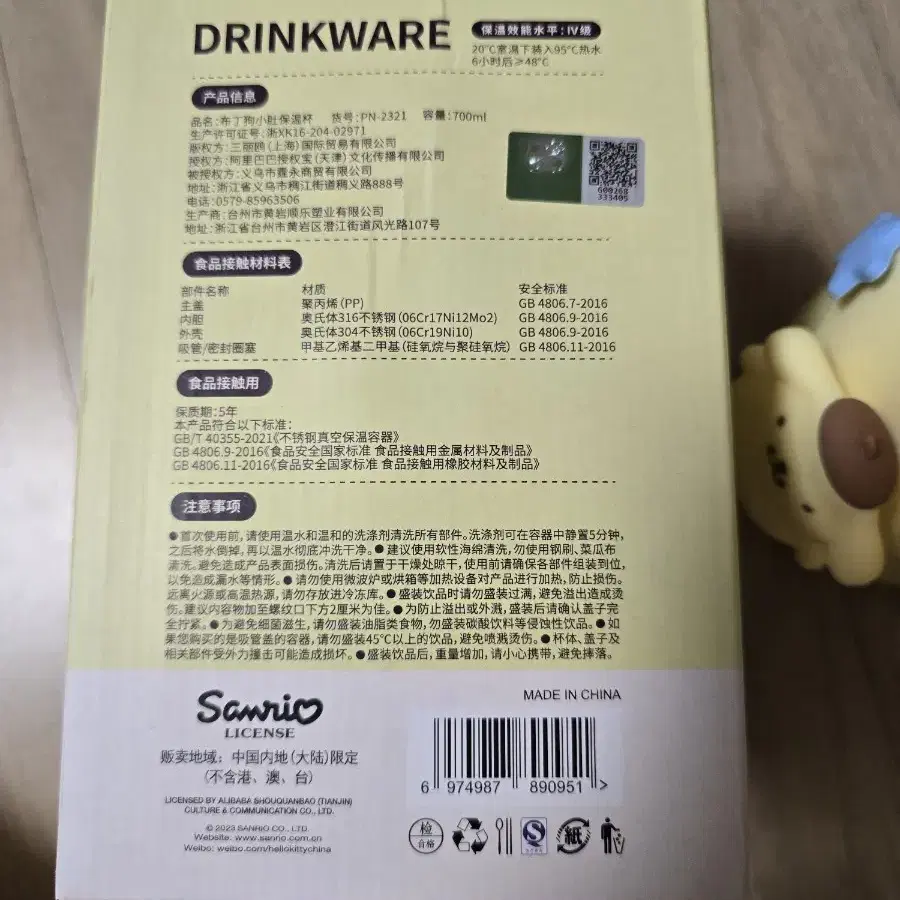 DRINKWARE
保温效能水平:IV级
20°C室温下装入95°C热水
6小时后≥48°C
产品信息
品名:布丁狗小肚保温杯 货号:PN-2321 容量:700ml
生产许可证号:浙XK16-204-02971
版权方:三丽鸥(上海)国际贸易有限公司
授权方:阿里巴巴授权宝(天津)文化传播有限公司
被授权方:义乌市鑫永商贸有限公司
地址:浙江省义乌市稠江街道稠义路888号
电话:0579-85963506
生产商:台州市黄岩顺乐塑业有限公司
地址:浙江省台州市黄岩区澄江街道风光路107号
600268
333405
食品接触材料表
部件名称 材质 安全标准
主盖 聚丙烯(PP) GB 4806.7-2016
内胆 奥氏体316不锈钢(06Cr17Ni12Mo2) GB 4806.9-2016
外壳 奥氏体304不锈钢(06Cr19Ni10) GB 4806.9-2016
吸管/密封圈塞 甲基乙烯基二甲基(硅氧烷与聚硅氧烷) GB 4806.11-2016
食品接触用
保质期:5年
本产品符合以下标准:
GB/T 40355-2021《不锈钢真空保温容器》
GB 4806.9-2016《食品安全国家标准 食品接触用金属材料及制品》
GB 4806.11-2016《食品安全国家标准 食品接触用橡胶材料及制品》
注意事项
●首次使用前,请使用温水和温和的洗涤剂清洗所有部件。洗涤剂可在容器中静置5分钟,
之后将水倒掉,再以温水彻底冲洗干净。●建议使用软性海绵清洗,勿使用钢刷、菜瓜布
清洗。避免造成产品表面损伤。清洗后请置于干燥处晾干,使用前请确保各部件组装到位,
以免造成漏水等情形。●请勿使用微波炉或烘箱等加热设备对产品进行加热,防止损伤。
远离火源或高温热源,请勿存放进冷冻库。●盛装饮品时请勿盛装过满,避免溢出造成烫
伤。建议内容物加至螺纹口下方2厘米为佳。●为防止溢出或外溅,盛装后请确认盖子完
全拧紧。●为避免细菌滋生,请勿盛装油脂类食物,勿盛装碳酸饮料等侵蚀性饮品。●如
果您购买的是吸管盖的容器,请勿盛装45℃以上的饮品,避免喷溅烫伤。●杯体、盖子及
相关部件受外力撞击可能造成损坏。●盛装饮品后,重量增加,请小心携带,避免摔落。
Sanrio
LICENSE
贩卖地域:中国内地(大陆)限定
(不含港、澳、台)
LICENSED BY ALIBABA SHOUQUANBAO (TIANJIN)
CULTURE & COMMUNICATION CO., LTD.
© 2023 SANRIO CO., LTD.
Website: www.sanrio.com.cn
Weibo: weibo.com/hellokittychina
MADE IN CHINA
6 974987 890951 >
检
合格
紙